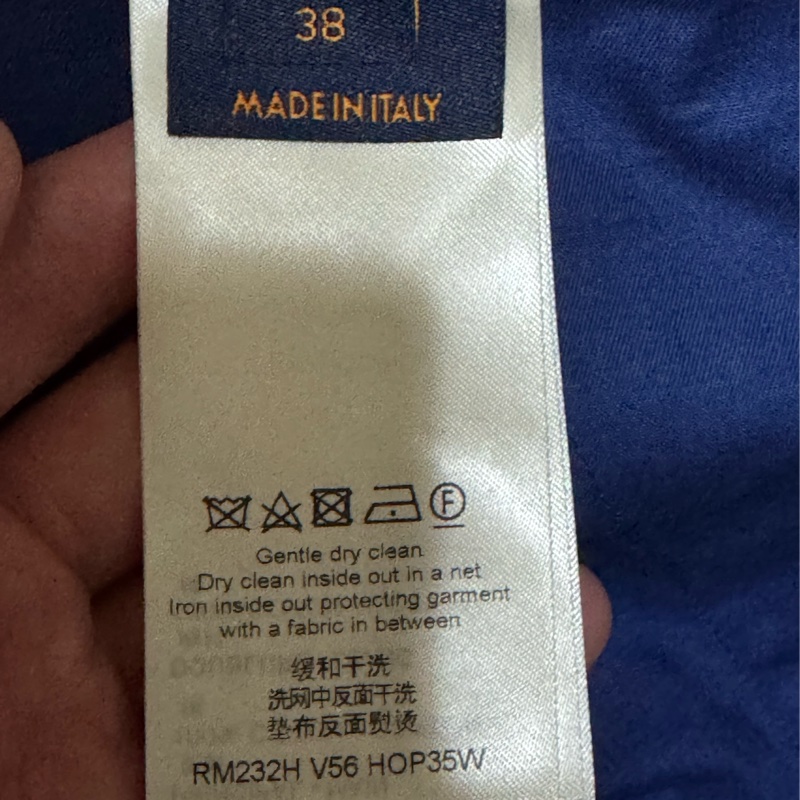 38
MADE IN ITALY
F
Gentle dry clean
Dry clean inside out in a net
Iron inside out protecting garment
with a fabric in between
缓和干洗
洗网中反面干洗
垫布反面熨烫
RM232H V56 HOP35W